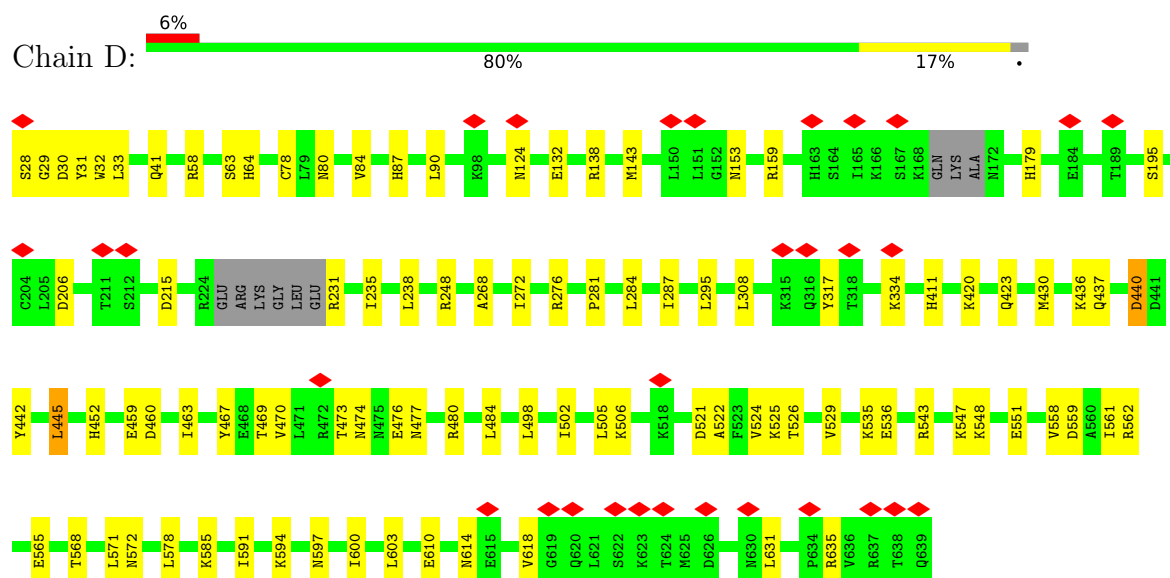 6%
Chain D:
80% 17% •
S28 G29 D30 Y31 W32 L33 Q41 R58 S63 H64 C78 L79 N80 V84 H87 L90 K98 N124 E132 R138 M143 L150 L151 G152 N153 R159 H163 S164 I165 K166 S167 K168 GLN LYS ALA N172 H179 E184 T189 S195
C204 L205 D206 T211 S212 D215 R224 GLU ARG LYS GLY LEU GLU R231 I235 L238 R248 A268 I272 R276 P281 L284 I287 L295 L308 K315 Q316 Y317 T318 K334 H411 K420 Q423 M430 K436 Q437 D440 D441
Y442 L445 H452 E459 D460 I463 Y467 E468 T469 V470 L471 R472 T473 N474 N475 E476 N477 R480 L484 L498 I502 L505 K506 K518 D521 A522 F523 V524 K525 T526 V529 K535 E536 R543 K547 K548 E551 V558 D559 A560 I561 R562
E565 T568 L571 N572 L578 K585 I591 K594 N597 I600 L603 E610 N614 E615 V618 G619 Q620 L621 S622 K623 T624 M625 D626 N630 L631 P634 R635 V636 R637 T638 Q639